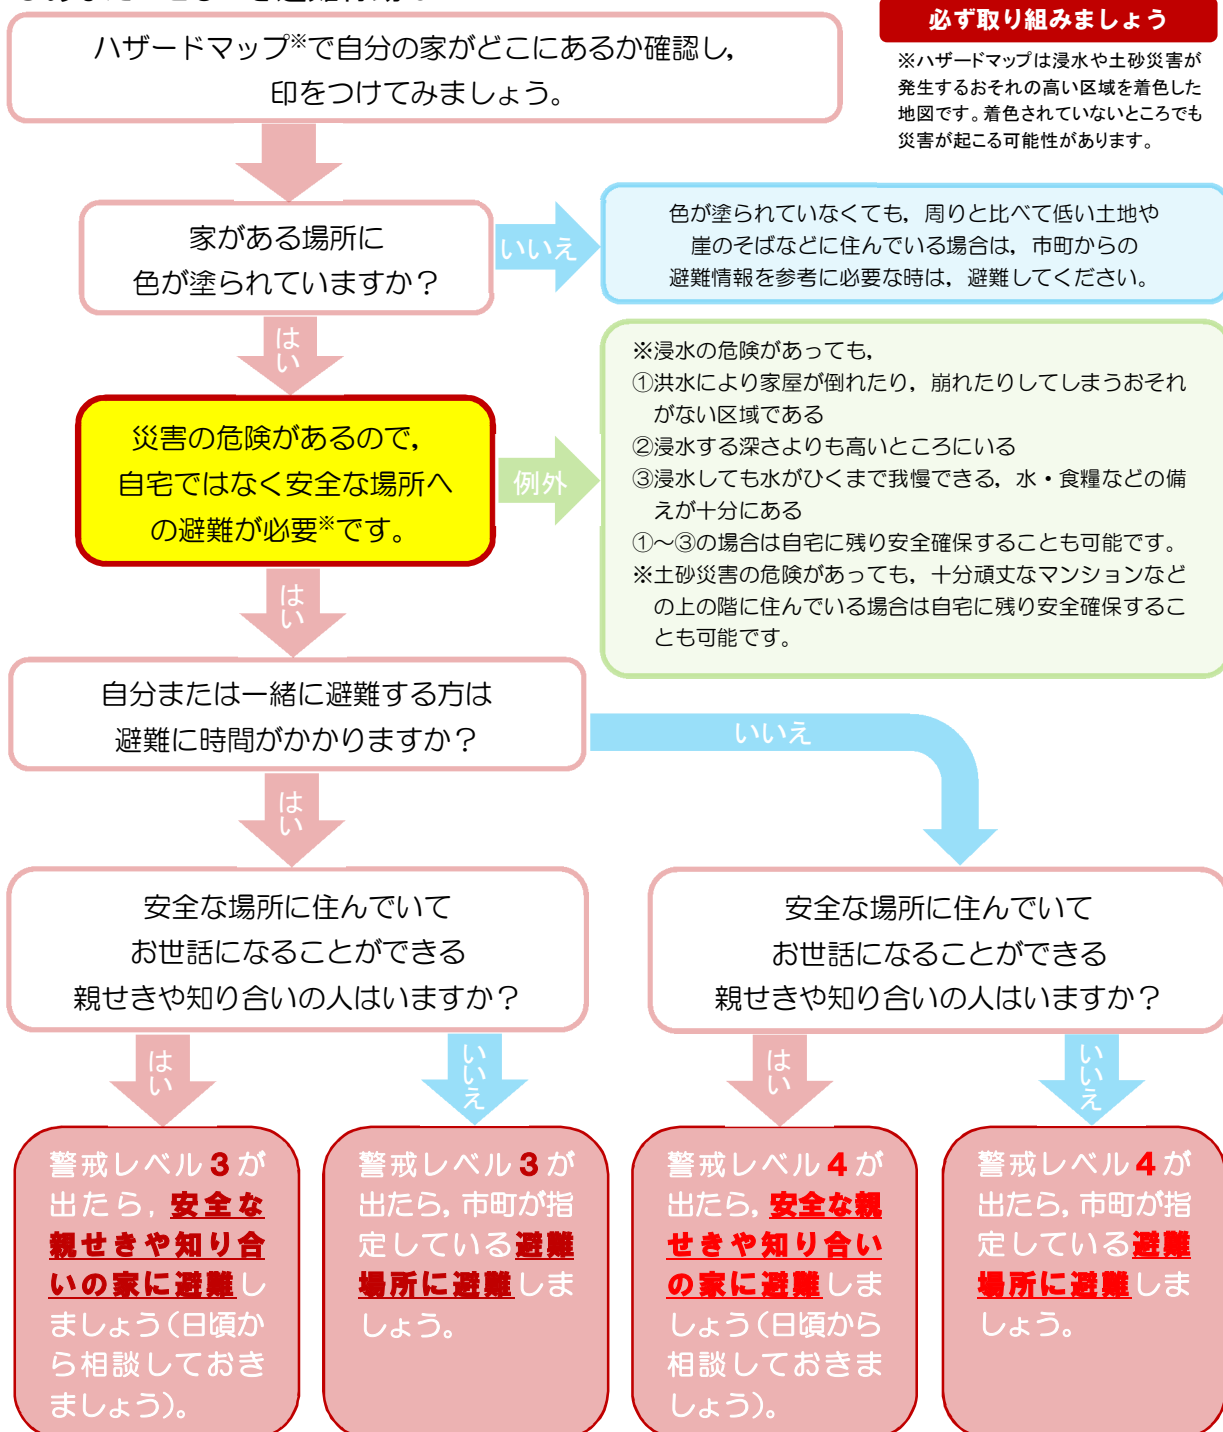 必ず取り組みましょう
ハザードマップ※で自分の家がどこにあるか確認し，
印をつけてみましょう。
※ハザードマップは浸水や土砂災害が
発生するおそれの高い区域を着色した
地図です。着色されていないところでも
災害が起こる可能性があります。
家がある場所に
色が塗られていますか？
いいえ
色が塗られていなくても，周りと比べて低い土地や
崖のそばなどに住んでいる場合は，市町からの
避難情報を参考に必要な時は，避難してください。
はい
災害の危険があるので，
自宅ではなく安全な場所へ
の避難が必要※です。
例外
※浸水の危険があっても，
①洪水により家屋が倒れたり，崩れたりしてしまうおそれ
がない区域である
②浸水する深さよりも高いところにいる
③浸水しても水がひくまで我慢できる，水・食糧などの備
えが十分にある
①～③の場合は自宅に残り安全確保することも可能です。
※土砂災害の危険があっても，十分頑丈なマンションなど
の上の階に住んでいる場合は自宅に残り安全確保するこ
とも可能です。
はい
自分または一緒に避難する方は
避難に時間がかかりますか？
いいえ
はい
安全な場所に住んでいて
お世話になることができる
親せきや知り合いの人はいますか？
安全な場所に住んでいて
お世話になることができる
親せきや知り合いの人はいますか？
はい
いいえ
はい
いいえ
警戒レベル３が
出たら，安全な
親せきや知り合
いの家に避難し
ましょう（日頃か
ら相談しておき
ましょう）。
警戒レベル３が
出たら，市町が指
定している避難
場所に避難しま
しょう。
警戒レベル４が
出たら，安全な親
せきや知り合い
の家に避難しま
しょう（日頃から
相談しておきま
しょう）。
警戒レベル４が
出たら，市町が指
定している避難
場所に避難しま
しょう。